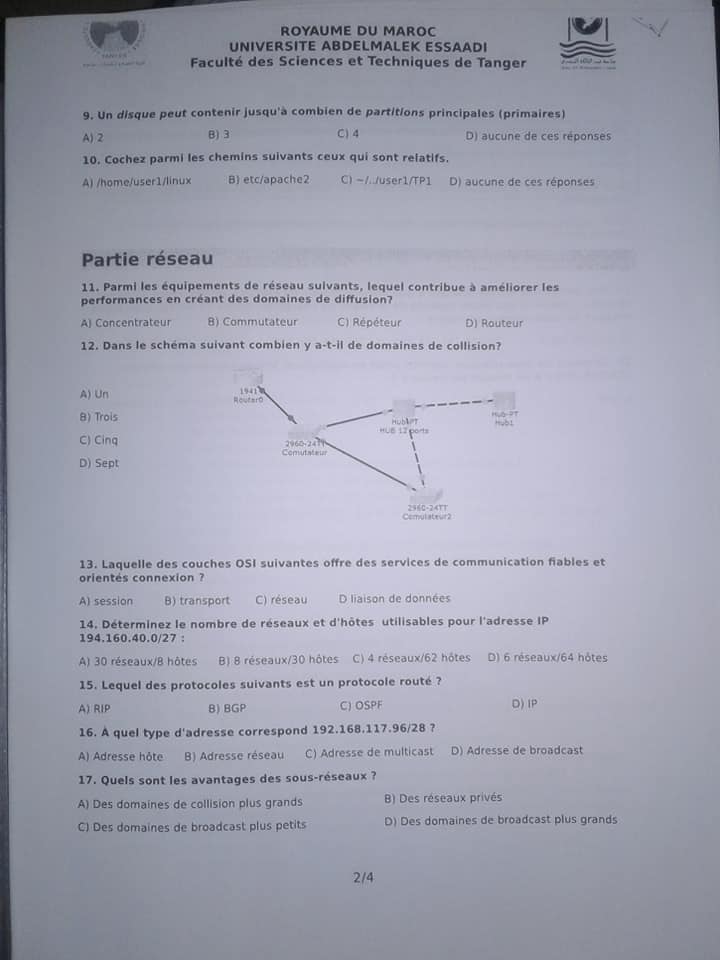 ROYAUME DU MAROC
UNIVERSITE ABDELMALEK ESSAADI
Faculté des Sciences et Techniques de Tanger
9. Un disque peut contenir jusqu'à combien de partitions principales (primaires)
A) 2 B) 3 C) 4 D) aucune de ces réponses
10. Cochez parmi les chemins suivants ceux qui sont relatifs.
A) /home/user1/linux B) etc/apache2 C) ~/../user1/TP1 D) aucune de ces réponses
Partie réseau
11. Parmi les équipements de réseau suivants, lequel contribue à améliorer les
performances en créant des domaines de diffusion?
A) Concentrateur B) Commutateur C) Répéteur D) Routeur
12. Dans le schéma suivant combien y a-t-il de domaines de collision?
A) Un
B) Trois
C) Cinq
D) Sept
1941
Router0
2960-24TT
Comutateur
Hub-PT
HUB 12 ports
Hub-PT
Hub1
2960-24TT
Comutateur2
13. Laquelle des couches OSI suivantes offre des services de communication fiables et
orientés connexion ?
A) session B) transport C) réseau D liaison de données
14. Déterminez le nombre de réseaux et d'hôtes utilisables pour l'adresse IP
194.160.40.0/27 :
A) 30 réseaux/8 hôtes B) 8 réseaux/30 hôtes C) 4 réseaux/62 hôtes D) 6 réseaux/64 hôtes
15. Lequel des protocoles suivants est un protocole routé ?
A) RIP B) BGP C) OSPF D) IP
16. À quel type d'adresse correspond 192.168.117.96/28 ?
A) Adresse hôte B) Adresse réseau C) Adresse de multicast D) Adresse de broadcast
17. Quels sont les avantages des sous-réseaux ?
A) Des domaines de collision plus grands B) Des réseaux privés
C) Des domaines de broadcast plus petits D) Des domaines de broadcast plus grands
2/4